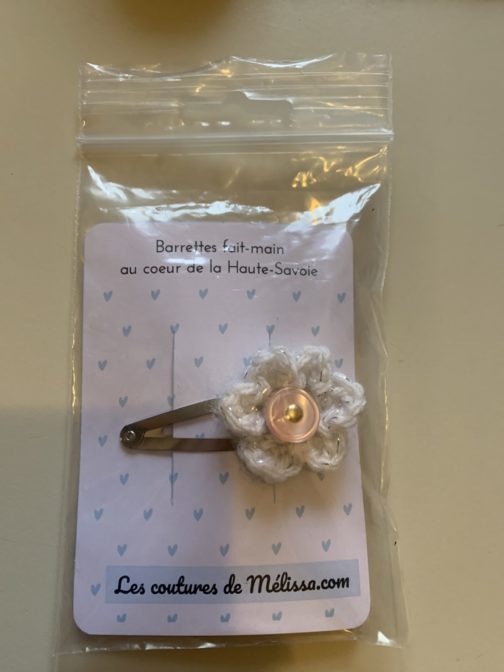 Barrettes fait-main
au coeur de la Haute-Savoie
Les coutures de Mélissa.com